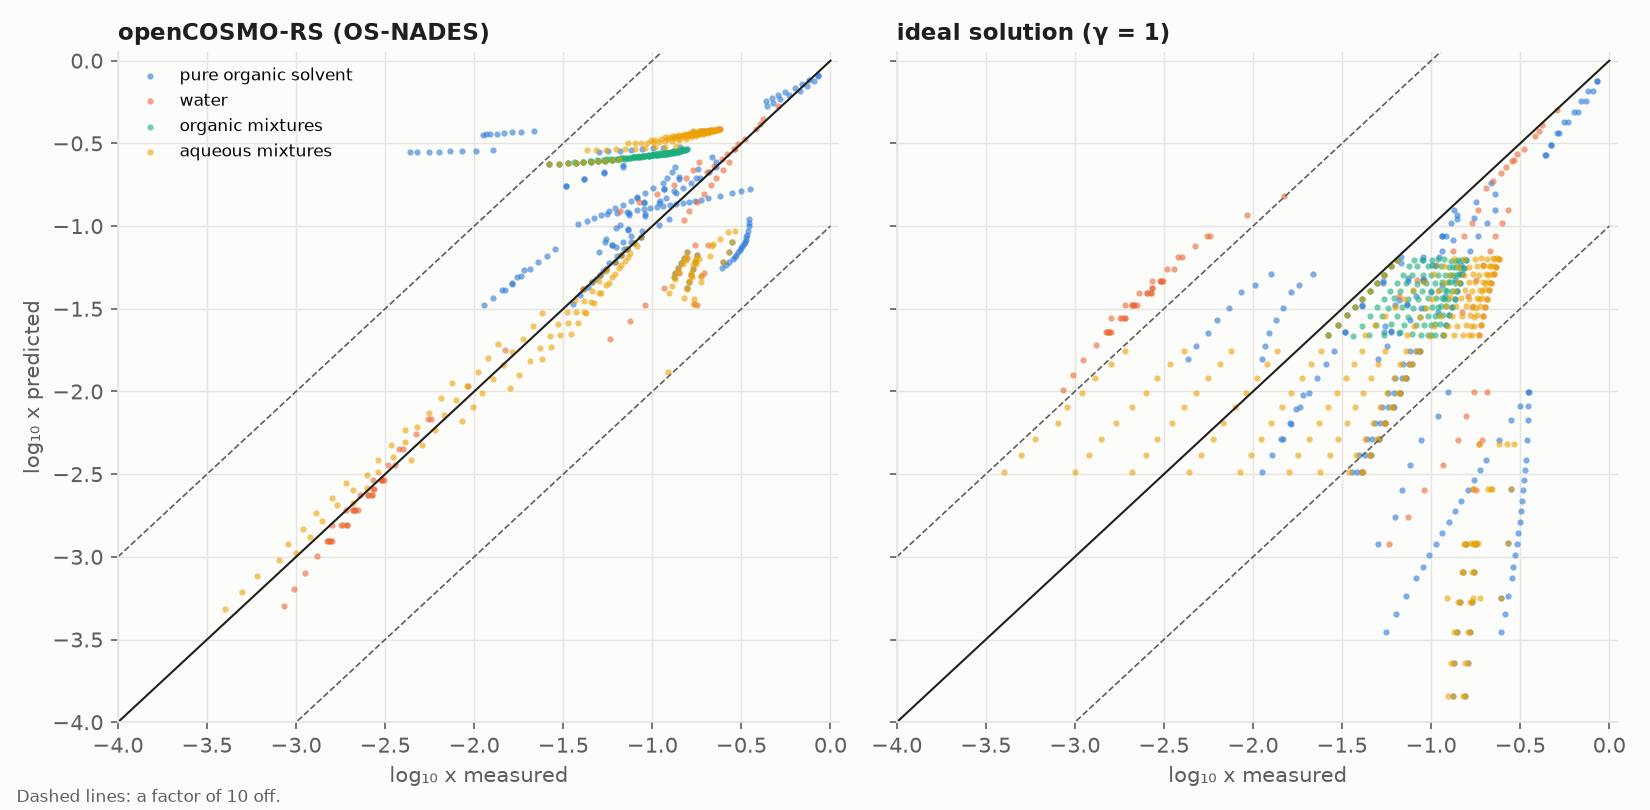 openCOSMO-RS (OS-NADES)
pure organic solvent
water
organic mixtures
aqueous mixtures
0.0
−0.5
−1.0
−1.5
−2.0
−2.5
−3.0
−3.5
−4.0
log₁₀ x predicted
−4.0 −3.5 −3.0 −2.5 −2.0 −1.5 −1.0 −0.5 0.0
log₁₀ x measured
ideal solution (γ = 1)
−4.0 −3.5 −3.0 −2.5 −2.0 −1.5 −1.0 −0.5 0.0
log₁₀ x measured
Dashed lines: a factor of 10 off.